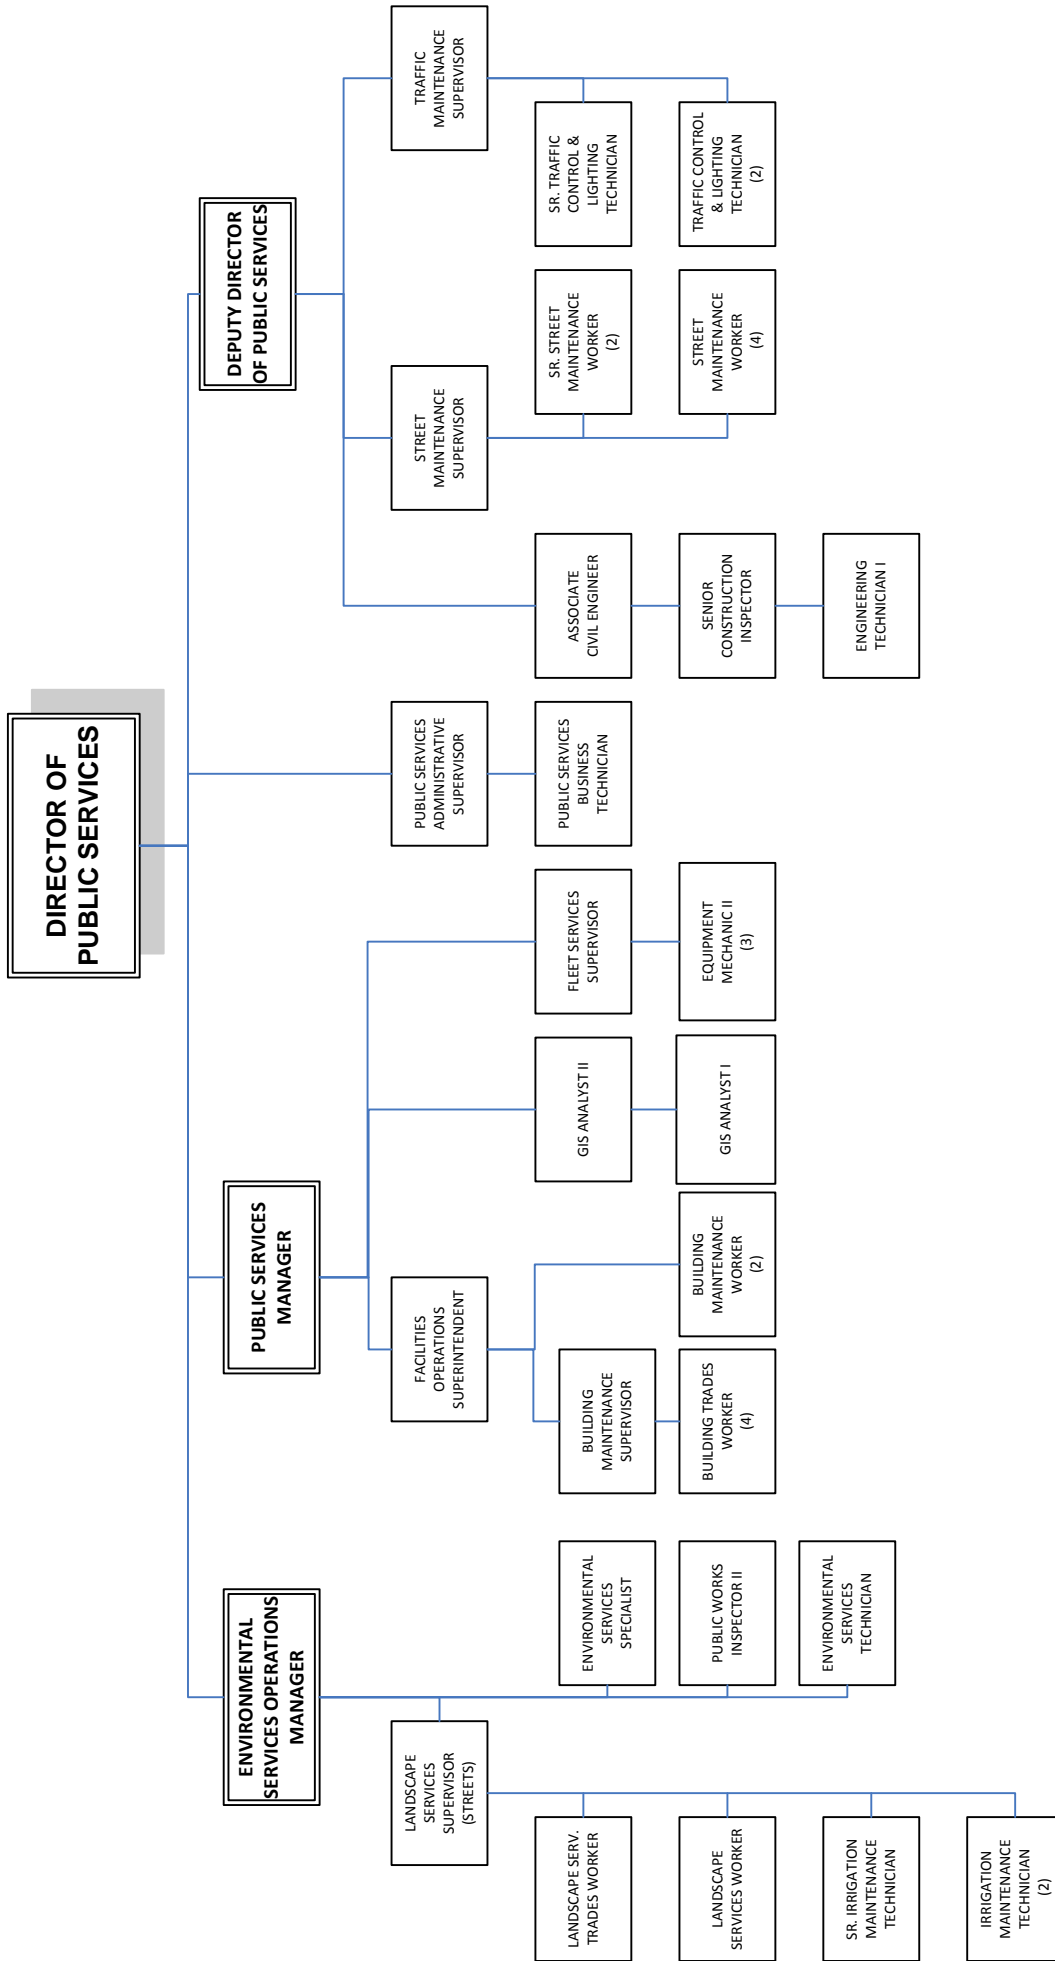 DIRECTOR OF
PUBLIC SERVICES
ENVIRONMENTAL
SERVICES OPERATIONS
MANAGER
PUBLIC SERVICES
MANAGER
DEPUTY DIRECTOR
OF PUBLIC SERVICES
LANDSCAPE
SERVICES
SUPERVISOR
(STREETS)
LANDSCAPE SERV.
TRADES WORKER
LANDSCAPE
SERVICES WORKER
SR. IRRIGATION
MAINTENANCE
TECHNICIAN
IRRIGATION
MAINTENANCE
TECHNICIAN
(2)
ENVIRONMENTAL
SERVICES
SPECIALIST
PUBLIC WORKS
INSPECTOR II
ENVIRONMENTAL
SERVICES
TECHNICIAN
FACILITIES
OPERATIONS
SUPERINTENDENT
BUILDING
MAINTENANCE
SUPERVISOR
BUILDING TRADES
WORKER
(4)
BUILDING
MAINTENANCE
WORKER
(2)
GIS ANALYST II
GIS ANALYST I
FLEET SERVICES
SUPERVISOR
EQUIPMENT
MECHANIC II
(3)
PUBLIC SERVICES
ADMINISTRATIVE
SUPERVISOR
PUBLIC SERVICES
BUSINESS
TECHNICIAN
ASSOCIATE
CIVIL ENGINEER
SENIOR
CONSTRUCTION
INSPECTOR
ENGINEERING
TECHNICIAN I
STREET
MAINTENANCE
SUPERVISOR
SR. STREET
MAINTENANCE
WORKER
(2)
STREET
MAINTENANCE
WORKER
(4)
TRAFFIC
MAINTENANCE
SUPERVISOR
SR. TRAFFIC
CONTROL &
LIGHTING
TECHNICIAN
TRAFFIC CONTROL
& LIGHTING
TECHNICIAN
(2)